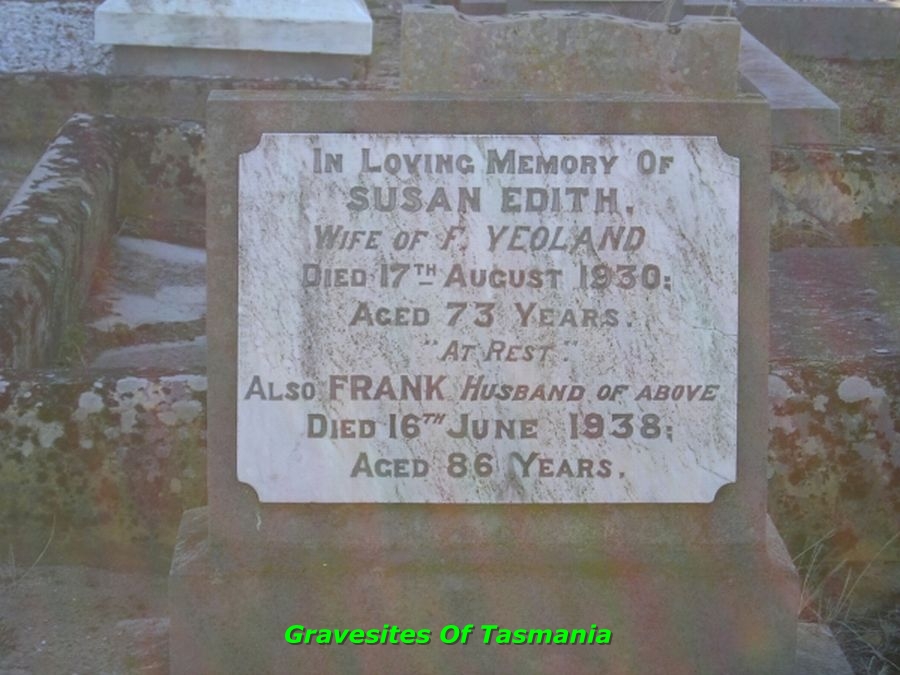 In Loving Memory Of
SUSAN EDITH.
Wife of F. YEOLAND
Died 17TH August 1930;
Aged 73 Years.
"At Rest."
Also FRANK Husband of above
Died 16TH June 1938;
Aged 86 Years.
Gravesites Of Tasmania